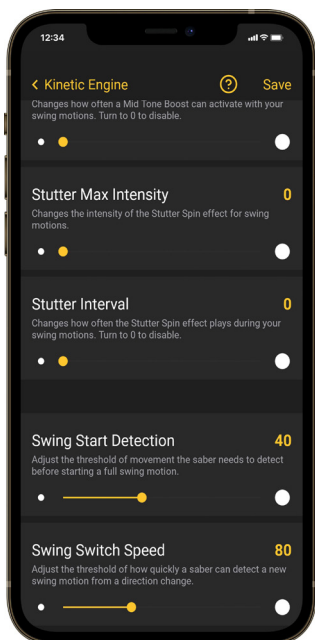 12:34
< Kinetic Engine ? Save
Changes how often a Mid Tone Boost can activate with your
swing motions. Turn to 0 to disable.
Stutter Max Intensity 0
Changes the intensity of the Stutter Spin effect for swing
motions.
Stutter Interval 0
Changes how often the Stutter Spin effect plays during your
swing motions. Turn to 0 to disable.
Swing Start Detection 40
Adjust the threshold of movement the saber needs to detect
before starting a full swing motion.
Swing Switch Speed 80
Adjust the threshold of how quickly a saber can detect a new
swing motion from a direction change.